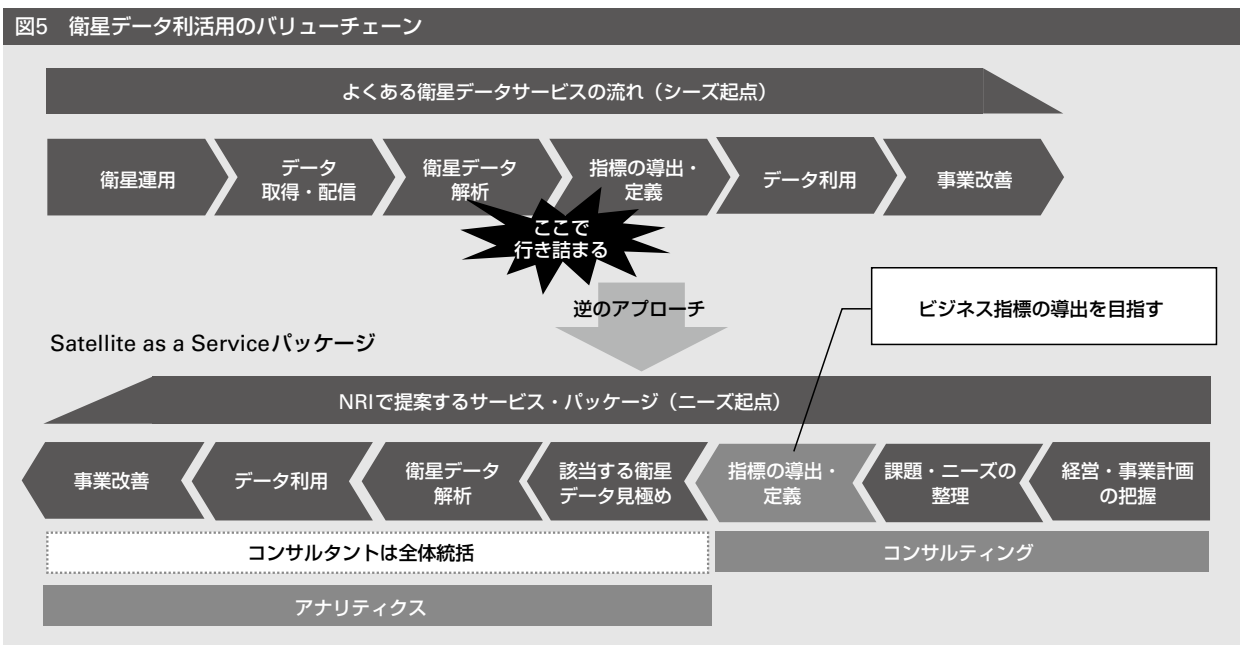 図5 衛星データ利活用のバリューチェーン
よくある衛星データサービスの流れ（シーズ起点）
衛星運用
データ
取得・配信
衛星データ
解析
指標の導出・
定義
データ利用
事業改善
ここで
行き詰まる
逆のアプローチ
ビジネス指標の導出を目指す
Satellite as a Serviceパッケージ
NRIで提案するサービス・パッケージ（ニーズ起点）
事業改善
データ利用
衛星データ
解析
該当する衛星
データ見極め
指標の導出・
定義
課題・ニーズの
整理
経営・事業計画
の把握
コンサルタントは全体統括
コンサルティング
アナリティクス